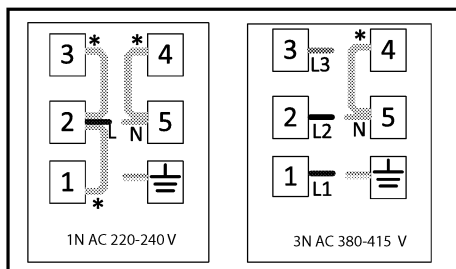 3 * * 4
2 L N 5
1 *
1N AC 220-240 V
3 L3 * 4
2 L2 N 5
1 L1
3N AC 380-415 V